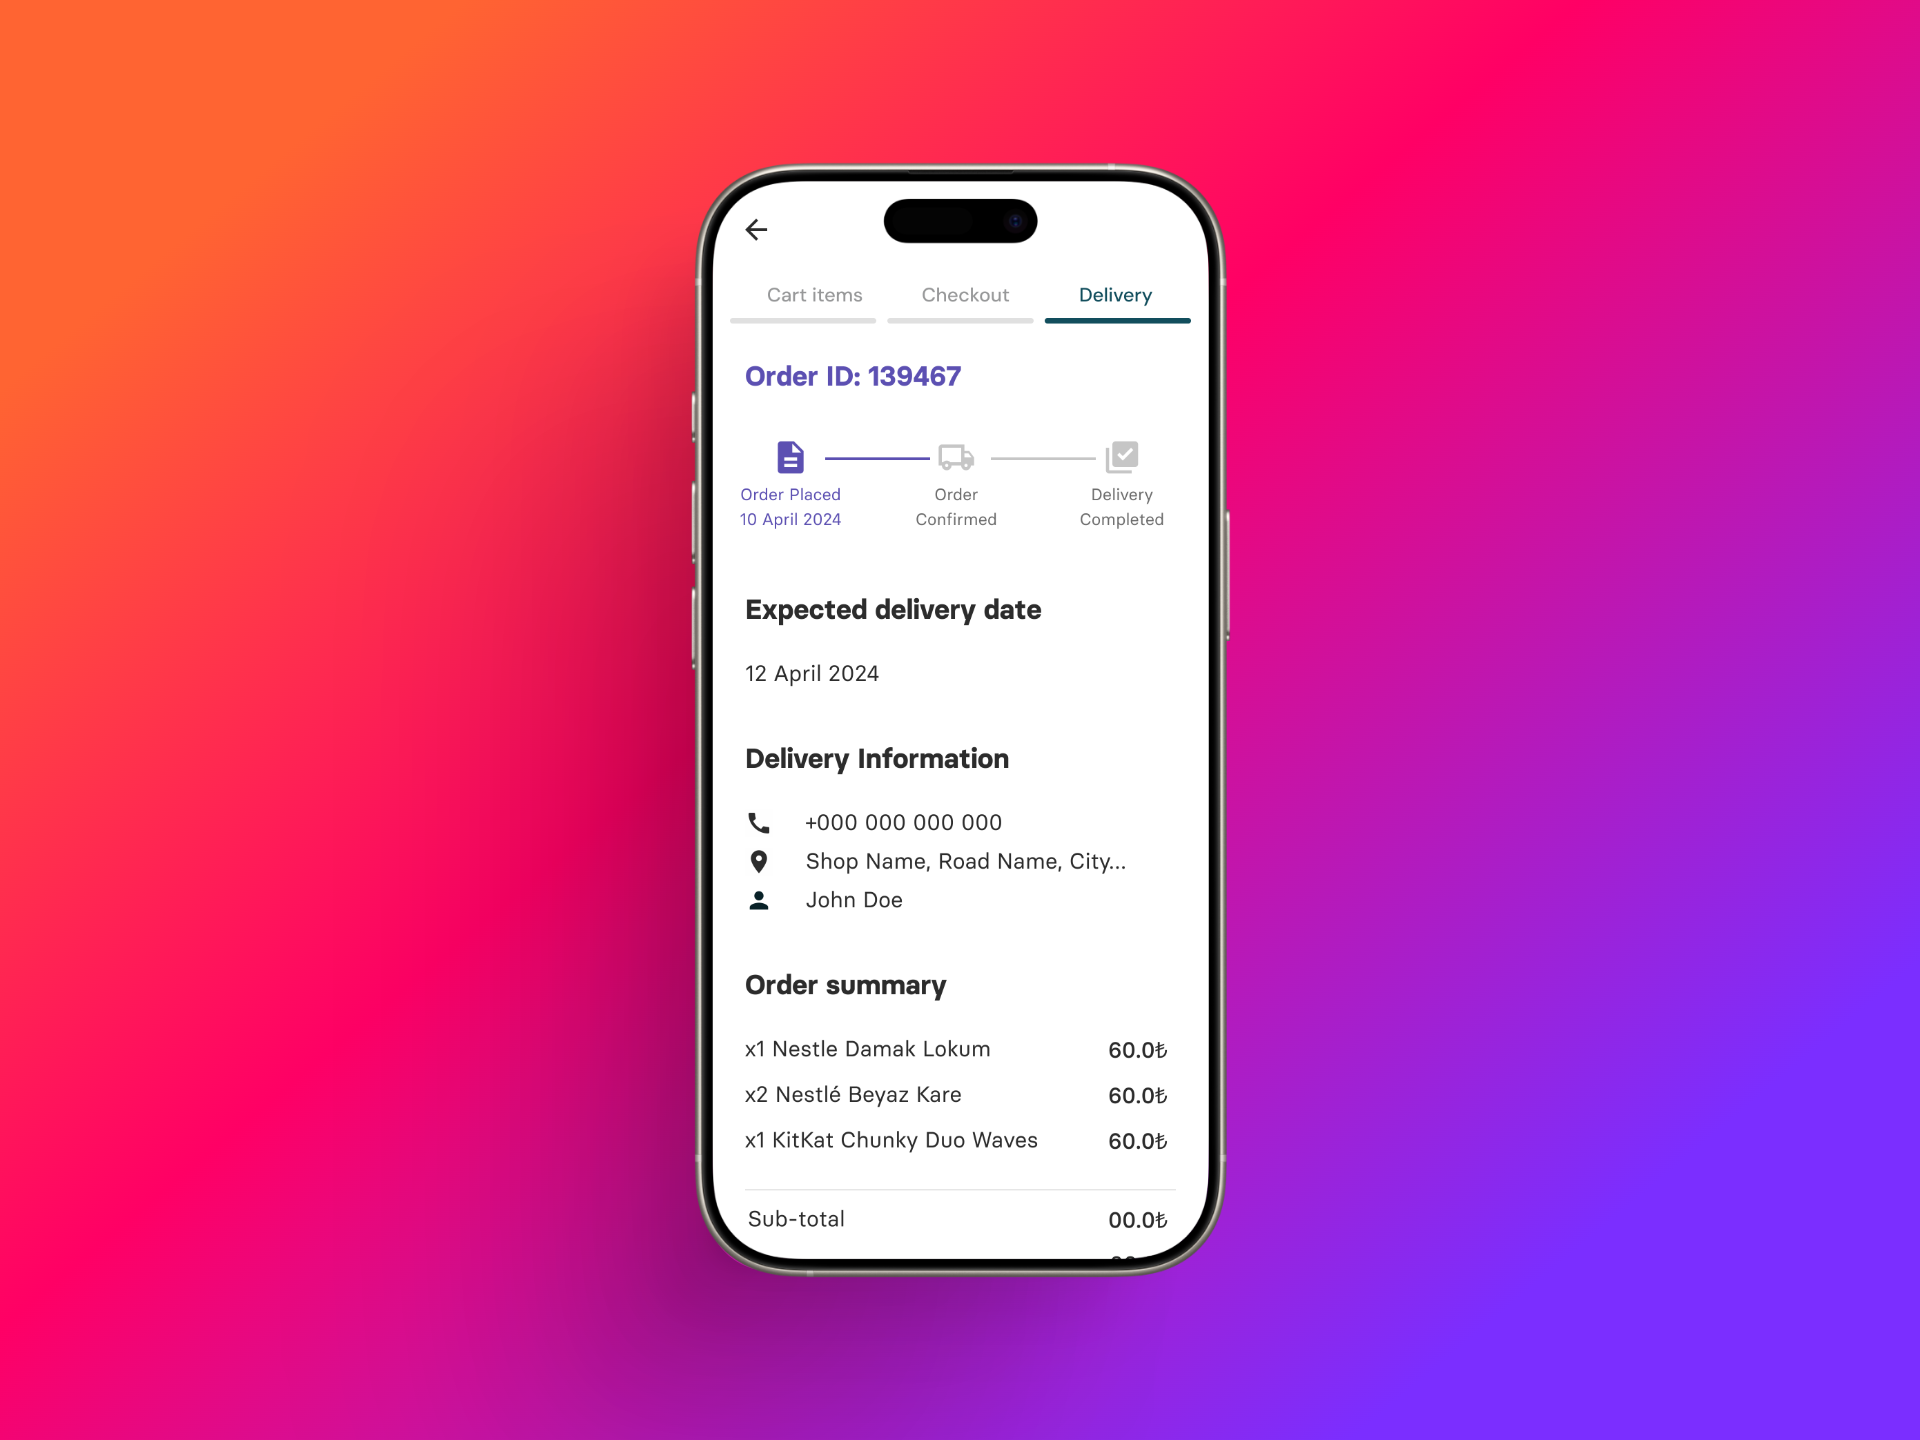 Cart items Checkout Delivery
Order ID: 139467
Order Placed
10 April 2024
Order
Confirmed
Delivery
Completed
Expected delivery date
12 April 2024
Delivery Information
+000 000 000 000
Shop Name, Road Name, City...
John Doe
Order summary
x1 Nestle Damak Lokum 60.0₺
x2 Nestlé Beyaz Kare 60.0₺
x1 KitKat Chunky Duo Waves 60.0₺
Sub-total 00.0₺